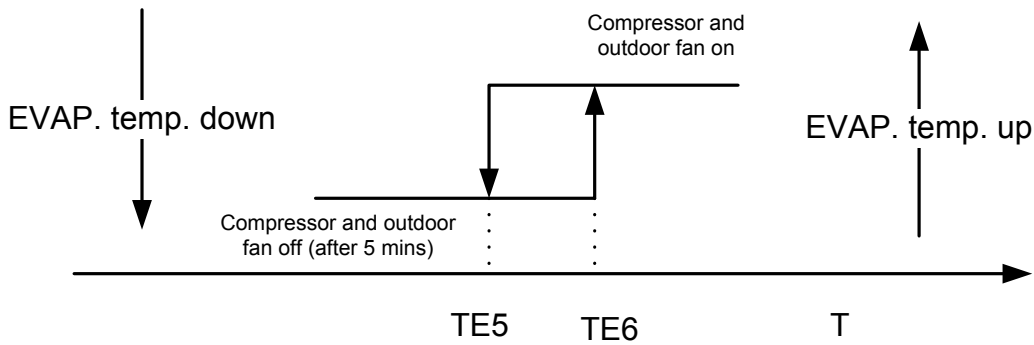 Compressor and
outdoor fan on
EVAP. temp. down
EVAP. temp. up
Compressor and outdoor
fan off (after 5 mins)
TE5
TE6
T